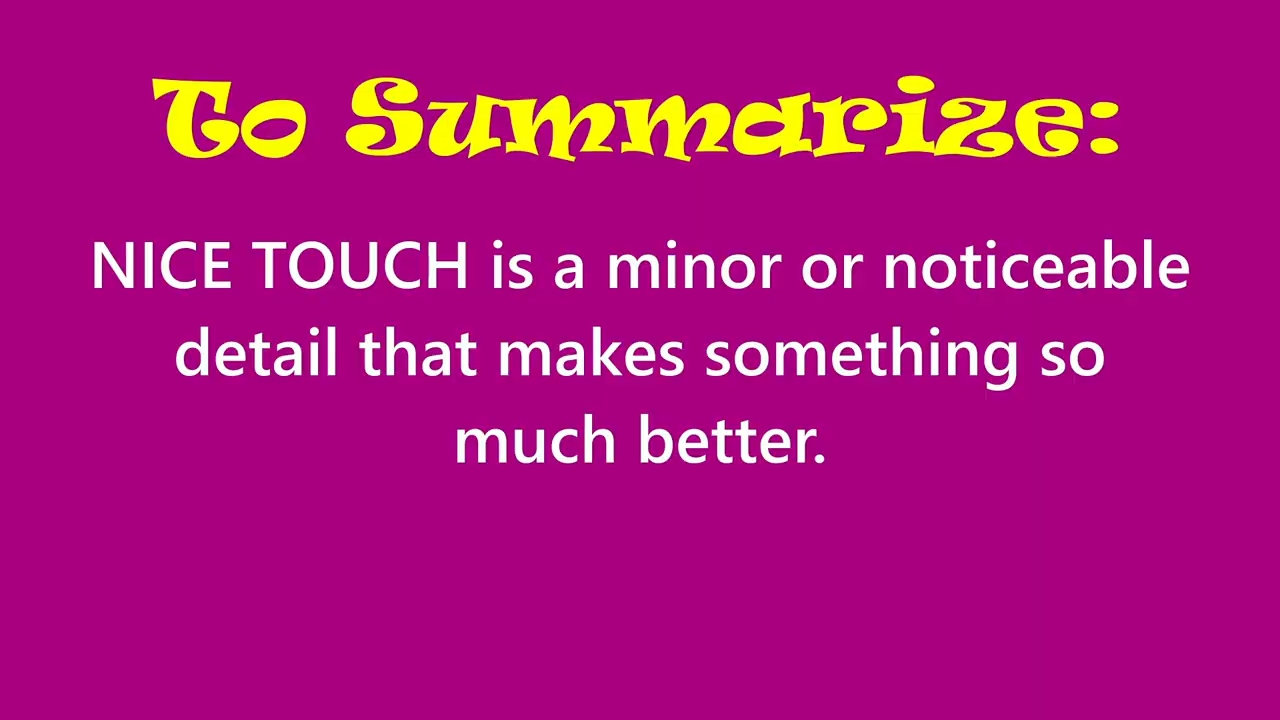 To Summarize:
NICE TOUCH is a minor or noticeable
detail that makes something so
much better.